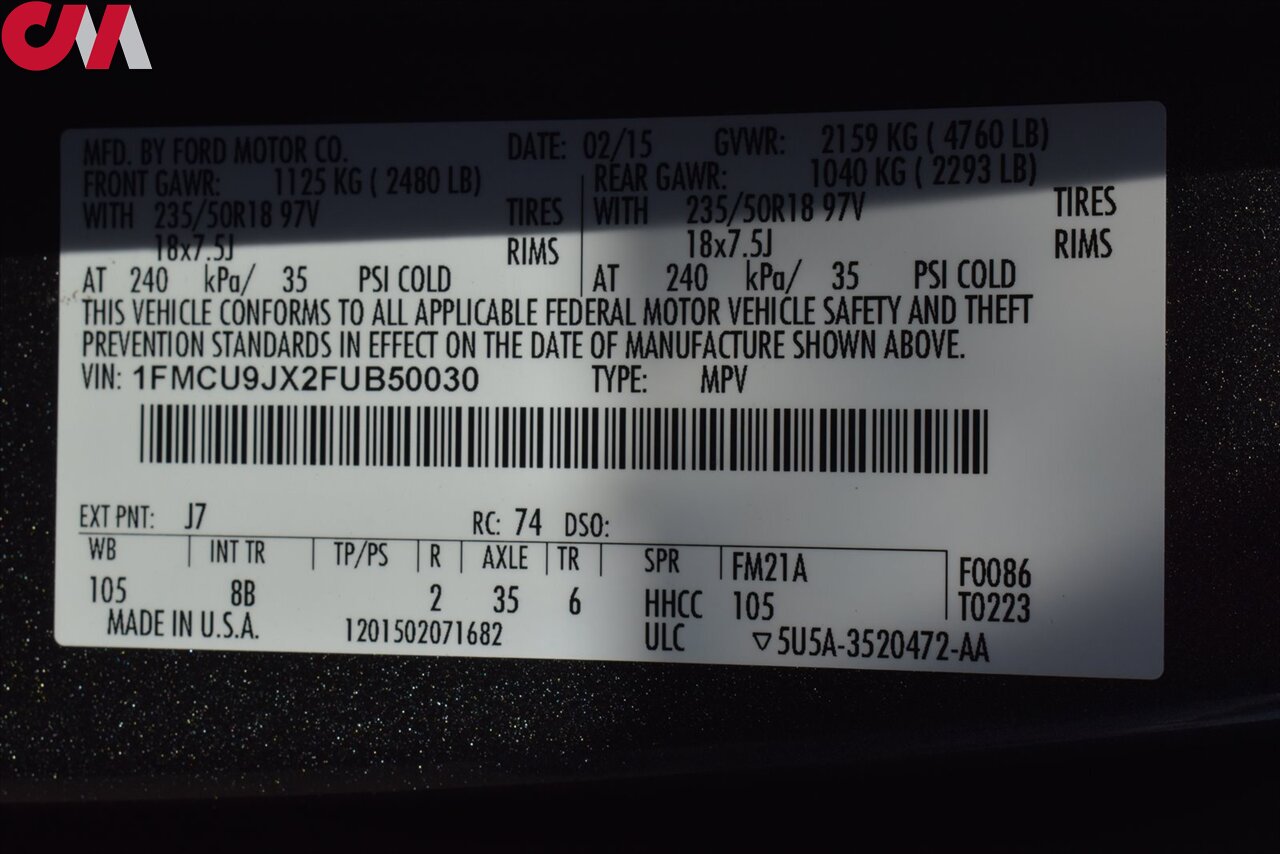 CM
MFD. BY FORD MOTOR CO. DATE: 02/15 GVWR: 2159 KG ( 4760 LB)
FRONT GAWR: 1125 KG ( 2480 LB) REAR GAWR: 1040 KG ( 2293 LB)
WITH 235/50R18 97V TIRES WITH 235/50R18 97V TIRES
18x7.5J RIMS 18x7.5J RIMS
AT 240 kPa/ 35 PSI COLD AT 240 kPa/ 35 PSI COLD
THIS VEHICLE CONFORMS TO ALL APPLICABLE FEDERAL MOTOR VEHICLE SAFETY AND THEFT
PREVENTION STANDARDS IN EFFECT ON THE DATE OF MANUFACTURE SHOWN ABOVE.
VIN: 1FMCU9JX2FUB50030 TYPE: MPV
EXT PNT: J7 RC: 74 DSO:
WB INT TR TP/PS R AXLE TR SPR FM21A F0086
105 8B 2 35 6 HHCC 105 T0223
MADE IN U.S.A. 1201502071682 ULC ▽5U5A-3520472-AA